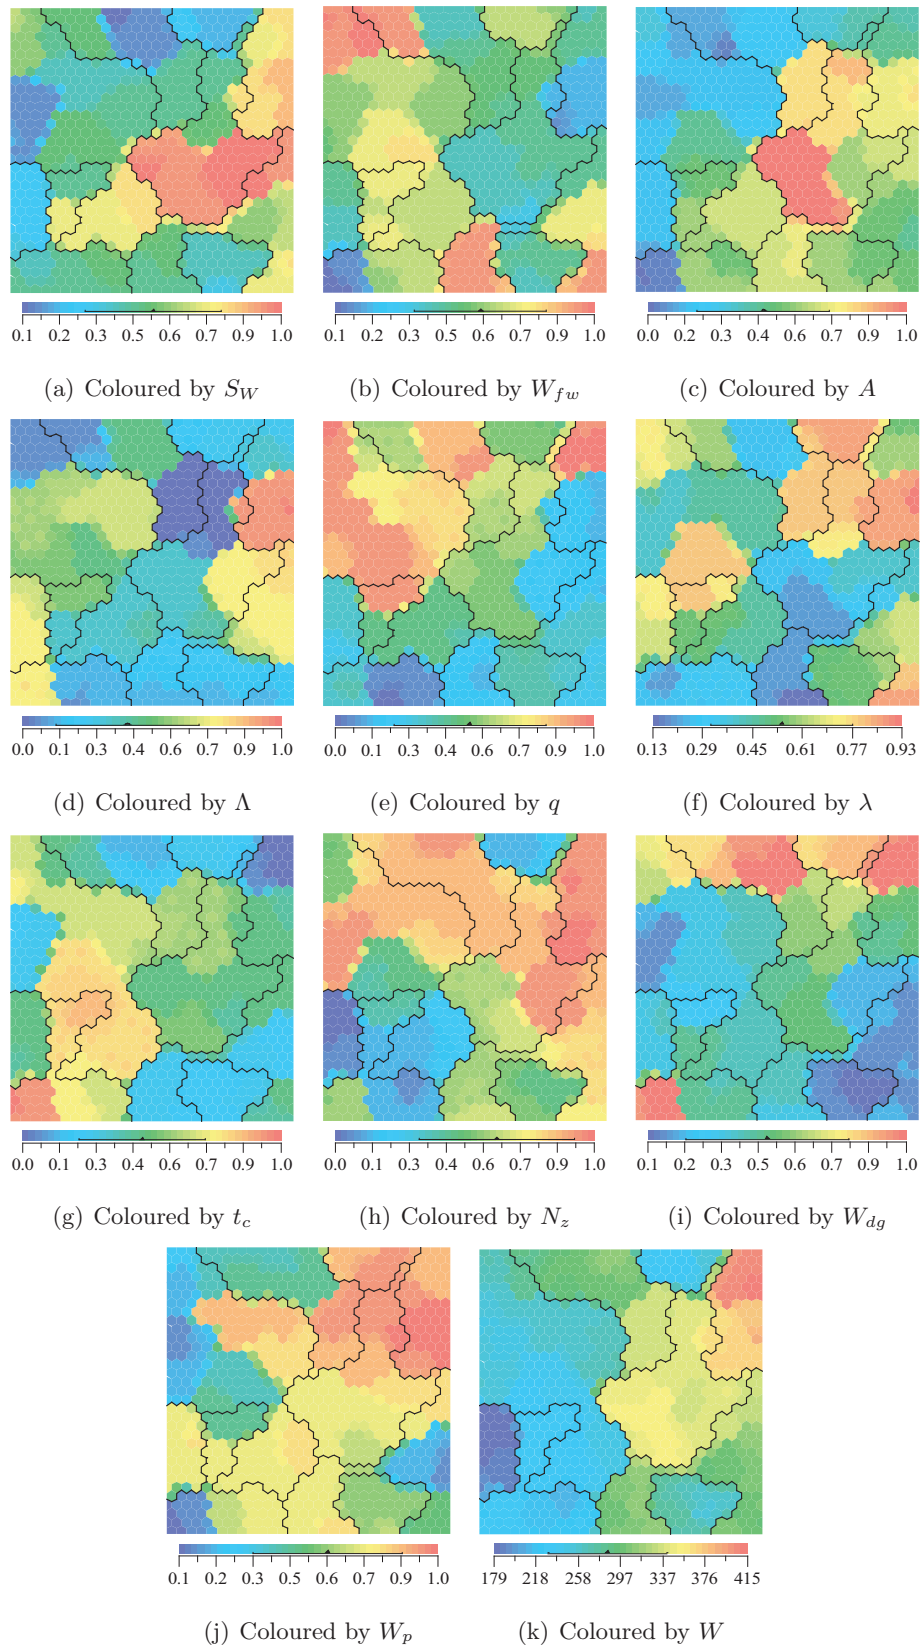 0.1 0.2 0.3 0.5 0.6 0.7 0.9 1.0
0.1 0.2 0.3 0.5 0.6 0.7 0.9 1.0
0.0 0.1 0.3 0.4 0.6 0.7 0.9 1.0
(a) Coloured by S_W
(b) Coloured by W_fw
(c) Coloured by A
0.0 0.1 0.3 0.4 0.6 0.7 0.9 1.0
0.0 0.1 0.3 0.4 0.6 0.7 0.9 1.0
0.13 0.29 0.45 0.61 0.77 0.93
(d) Coloured by Λ
(e) Coloured by q
(f) Coloured by λ
0.0 0.1 0.3 0.4 0.6 0.7 0.9 1.0
0.0 0.1 0.3 0.4 0.6 0.7 0.9 1.0
0.1 0.2 0.3 0.5 0.6 0.7 0.9 1.0
(g) Coloured by t_c
(h) Coloured by N_z
(i) Coloured by W_dg
0.1 0.2 0.3 0.5 0.6 0.7 0.9 1.0
179 218 258 297 337 376 415
(j) Coloured by W_p
(k) Coloured by W